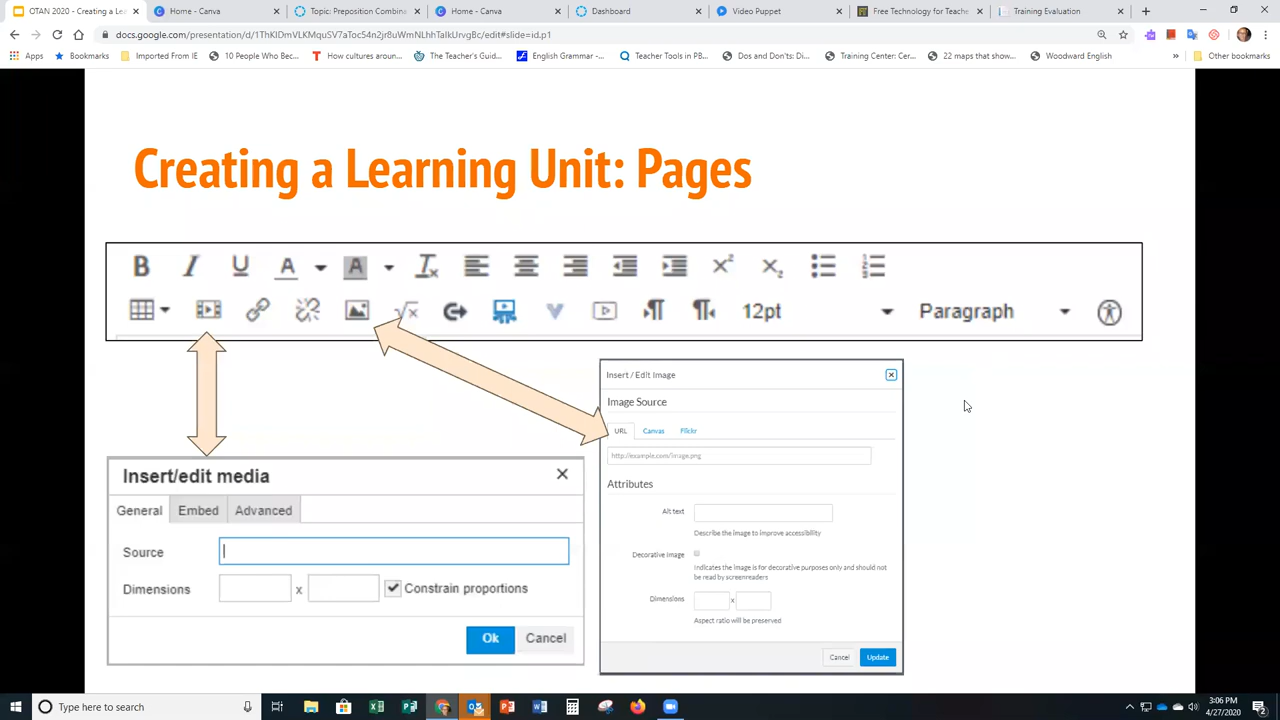 OTAN 2020 - Creating a Lea
Home - Canva
Topic: Preposition Combina
Home - Canva
Dashboard
Video Puppet
Free Technology for Teache
Training Evaluation
docs.google.com/presentation/d/1ThKlDmVLKMquSV7aToc54n2jr8uWmNLhhTalkUrvgBc/edit#slide=id.p1
Apps
Bookmarks
Imported From IE
10 People Who Bec...
How cultures aroun...
The Teacher's Guid...
English Grammar -...
Teacher Tools in PB...
Dos and Don'ts: Di...
Training Center: Cer...
22 maps that show...
Woodward English
»
Other bookmarks
Creating a Learning Unit: Pages
B I U A A Tx x² x₂
12pt Paragraph
Insert/edit media
General Embed Advanced
Source
Dimensions x Constrain proportions
Ok Cancel
Insert / Edit Image
Image Source
URL Canvas Flickr
http://example.com/image.png
Attributes
Alt text
Describe the image to improve accessibility
Decorative Image
Indicates the image is for decorative purposes only and should not
be read by screenreaders
Dimensions x
Aspect ratio will be preserved
Cancel Update
Type here to search
3:06 PM
4/27/2020
2